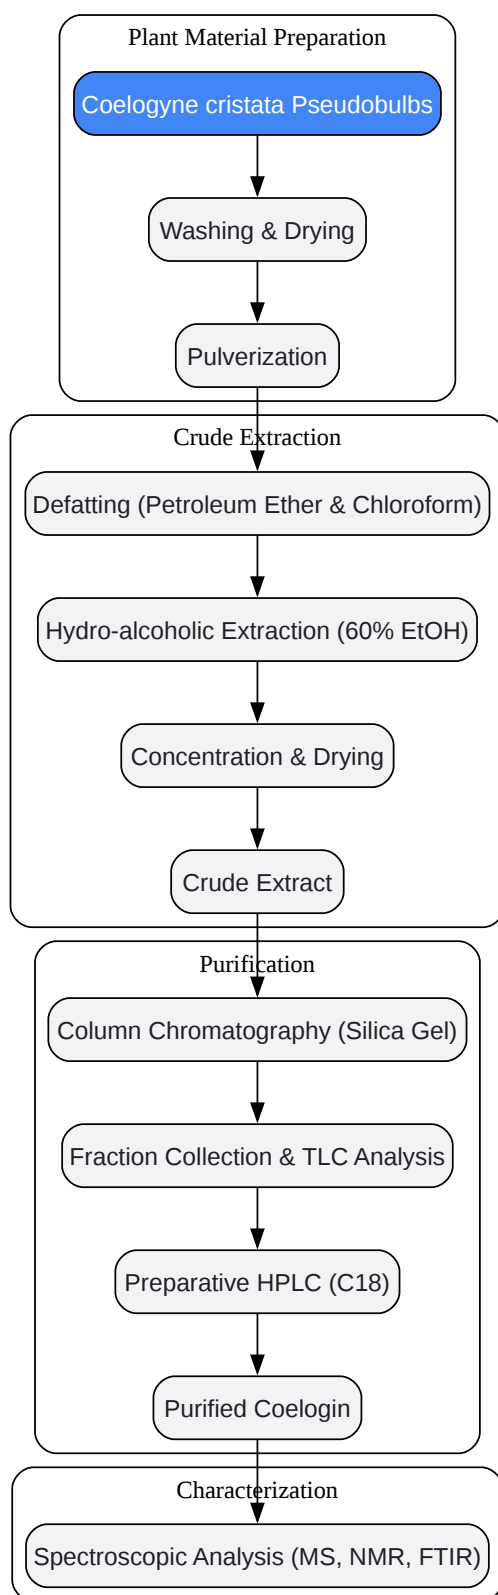 Plant Material Preparation
Coelogyne cristata Pseudobulbs
Washing & Drying
Pulverization
Crude Extraction
Defatting (Petroleum Ether & Chloroform)
Hydro-alcoholic Extraction (60% EtOH)
Concentration & Drying
Crude Extract
Purification
Column Chromatography (Silica Gel)
Fraction Collection & TLC Analysis
Preparative HPLC (C18)
Purified Coelogin
Characterization
Spectroscopic Analysis (MS, NMR, FTIR)